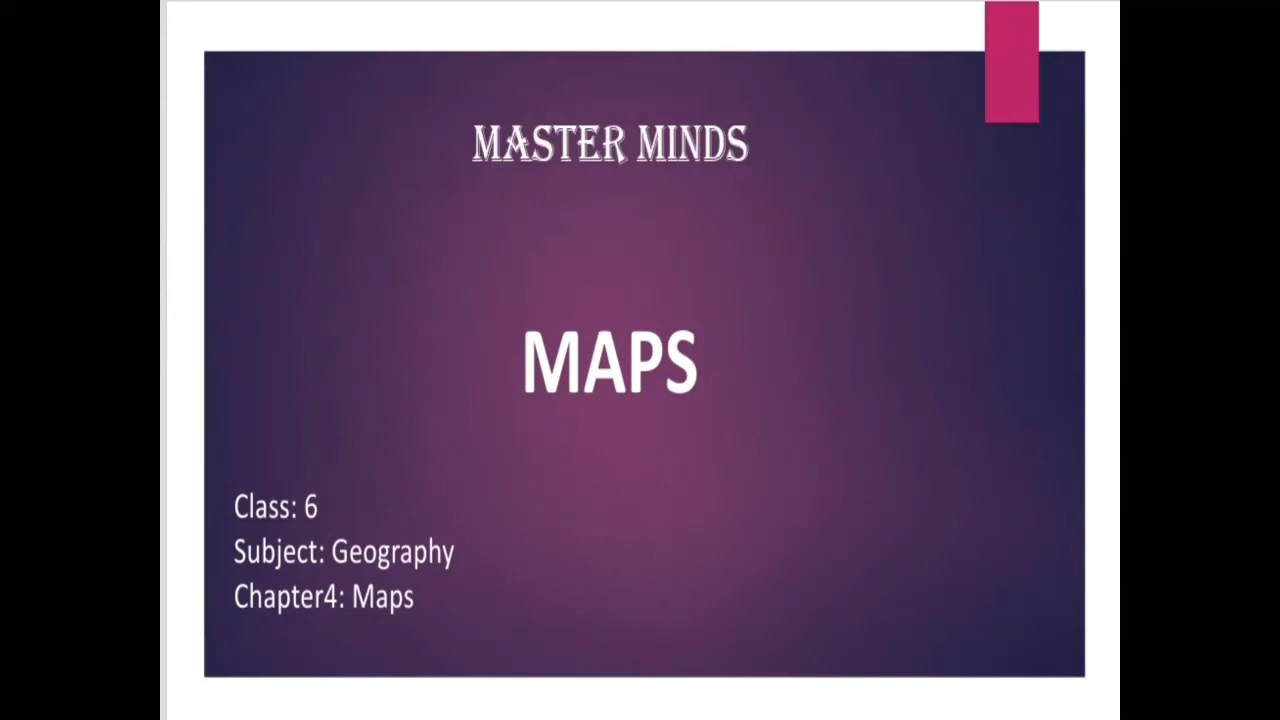 MASTER MINDS
MAPS
Class: 6
Subject: Geography
Chapter4: Maps